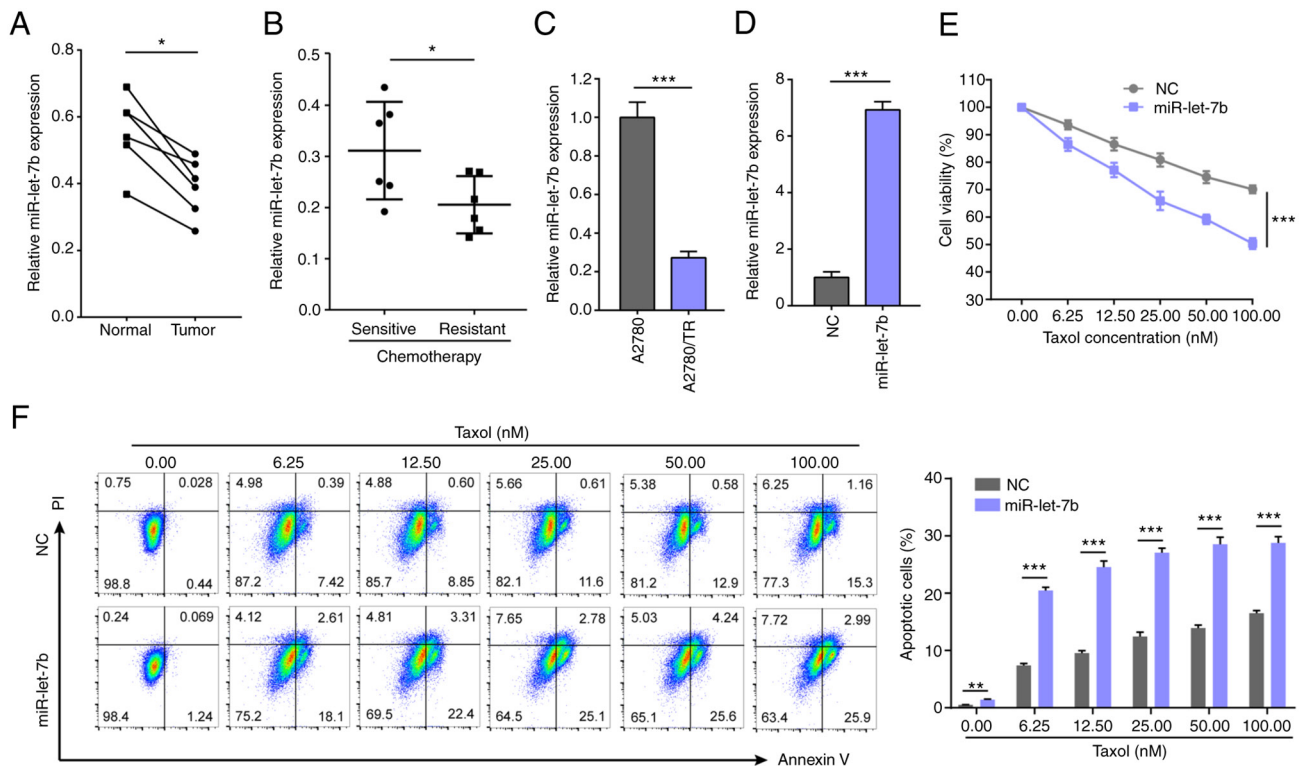 A
Relative miR-let-7b expression
0.8
0.6
0.4
0.2
0.0
*
Normal Tumor
B
Relative miR-let-7b expression
0.5
0.4
0.3
0.2
0.1
0.0
*
Sensitive Resistant
Chemotherapy
C
Relative miR-let-7b expression
1.2
1.0
0.8
0.6
0.4
0.2
0.0
***
A2780
A2780/TR
D
Relative miR-let-7b expression
8
6
4
2
0
***
NC
miR-let-7b
E
Cell viability (%)
110
100
90
80
70
60
50
40
30
NC
miR-let-7b
***
0.00 6.25 12.50 25.00 50.00 100.00
Taxol concentration (nM)
F
Taxol (nM)
0.00 6.25 12.50 25.00 50.00 100.00
PI
NC
0.75 0.028 4.98 0.39 4.88 0.60 5.66 0.61 5.38 0.58 6.25 1.16
98.8 0.44 87.2 7.42 85.7 8.85 82.1 11.6 81.2 12.9 77.3 15.3
miR-let-7b
0.24 0.069 4.12 2.61 4.81 3.31 7.65 2.78 5.03 4.24 7.72 2.99
98.4 1.24 75.2 18.1 69.5 22.4 64.5 25.1 65.1 25.6 63.4 25.9
Annexin V
Apoptotic cells (%)
40
30
20
10
0
NC
miR-let-7b
** *** *** *** *** ***
0.00 6.25 12.50 25.00 50.00 100.00
Taxol (nM)